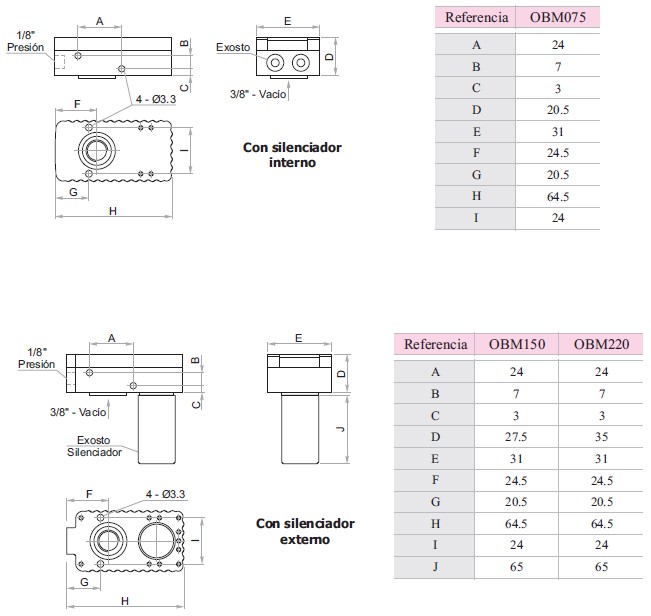 A
E
1/8"
Presión
B
Exosto
D
C
3/8" - Vacío
F
4 - Ø3.3
I
G
H
Con silenciador
interno
Referencia OBM075
A 24
B 7
C 3
D 20.5
E 31
F 24.5
G 20.5
H 64.5
I 24
1/8"
Presión
A
E
B
D
C
3/8" - Vacío
J
Exosto
Silenciador
F
4 - Ø3.3
I
G
H
Con silenciador
externo
Referencia OBM150 OBM220
A 24 24
B 7 7
C 3 3
D 27.5 35
E 31 31
F 24.5 24.5
G 20.5 20.5
H 64.5 64.5
I 24 24
J 65 65